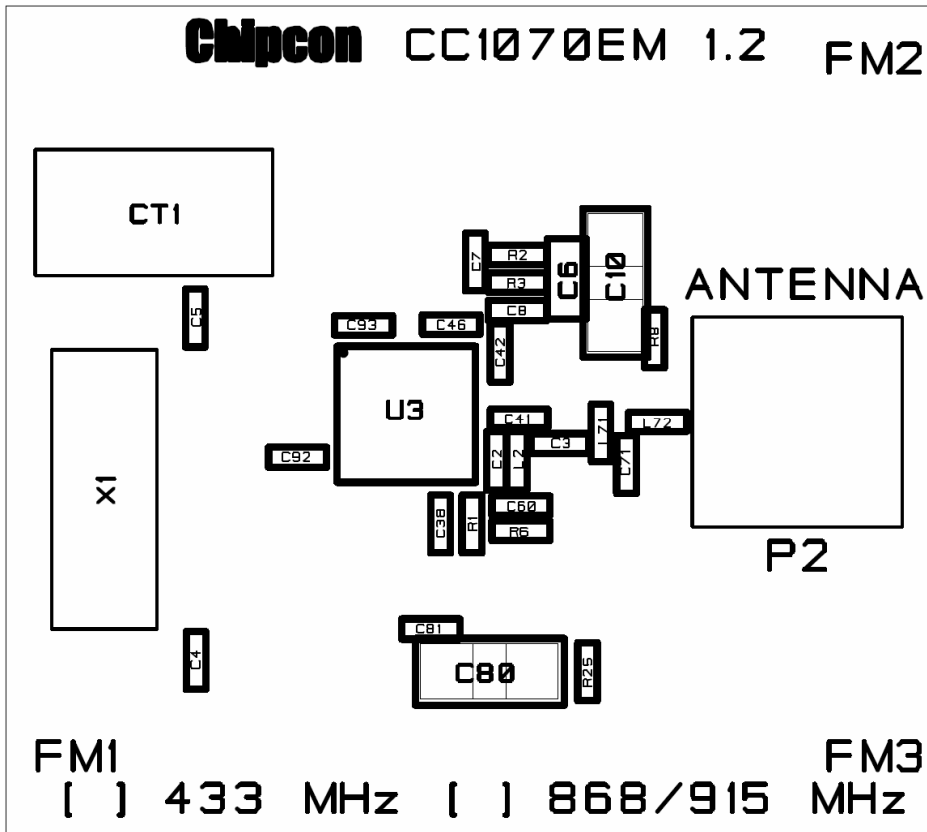 Chipcon CC1070EM 1.2
FM2
CT1
C7
R2
R3
C8
C6
C10
ANTENNA
C5
C93
C46
C42
R9
U3
C41
L71
L72
C3
C2
L2
C71
C92
X1
C38
R1
C60
R6
P2
C81
C80
R25
C4
FM1
FM3
[ ] 433 MHz [ ] 868/915 MHz